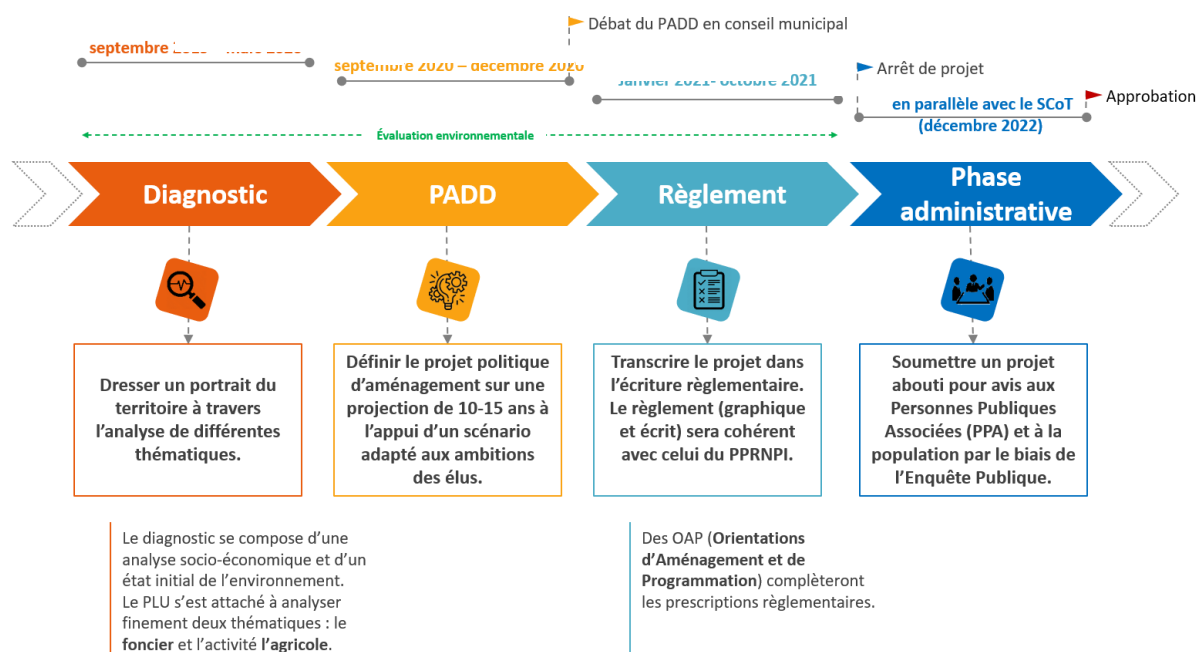 Débat du PADD en conseil municipal
septembre
septembre 2020 – décembre 2020
Janvier 2021- octobre 2021
Arrêt de projet
Approbation
en parallèle avec le SCoT
(décembre 2022)
Évaluation environnementale
Diagnostic
PADD
Règlement
Phase
administrative
Dresser un portrait du
territoire à travers
l’analyse de différentes
thématiques.
Définir le projet politique
d’aménagement sur une
projection de 10-15 ans à
l’appui d’un scénario
adapté aux ambitions
des élus.
Transcrire le projet dans
l’écriture règlementaire.
Le règlement (graphique
et écrit) sera cohérent
avec celui du PPRNPI.
Soumettre un projet
abouti pour avis aux
Personnes Publiques
Associées (PPA) et à la
population par le biais de
l’Enquête Publique.
Le diagnostic se compose d’une
analyse socio-économique et d’un
état initial de l’environnement.
Le PLU s’est attaché à analyser
finement deux thématiques : le
foncier et l’activité l’agricole.
Des OAP (Orientations
d’Aménagement et de
Programmation) complèteront
les prescriptions règlementaires.